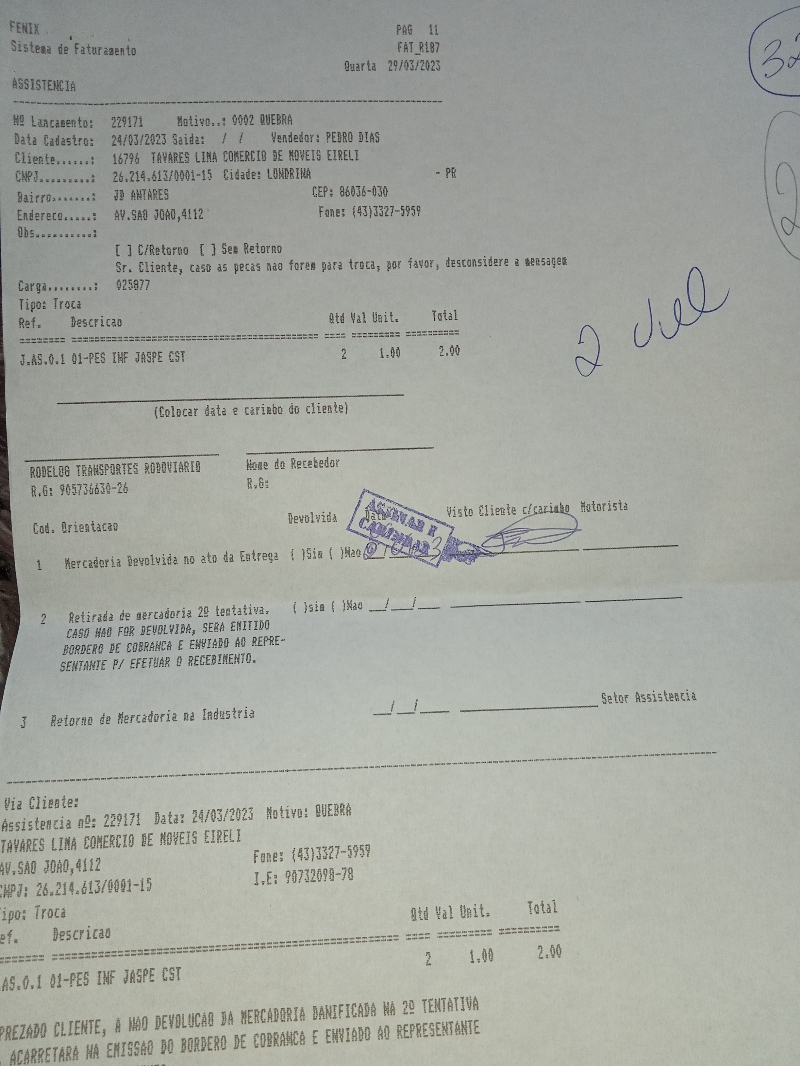 FENIX PAG 11
Sistema de Faturamento FAT_R187
Quarta 29/03/2023
ASSISTENCIA
Nº Lancamento: 229171 Motivo..: 0002 QUEBRA
Data Cadastro: 24/03/2023 Saida: / / Vendedor: PEDRO DIAS
Cliente......: 16796 TAVARES LIMA COMERCIO DE MOVEIS EIRELI
CNPJ.........: 26.214.613/0001-15 Cidade: LONDRINA - PR
Bairro.......: JD ANTARES CEP: 86036-030
Endereco.....: AV.SAO JOAO,4112 Fone: (43)3327-5959
Obs..........:
[ ] C/Retorno [ ] Sem Retorno
Sr. Cliente, caso as pecas nao forem para troca, por favor, desconsidere a mensagem
Carga........: 025877
Tipo: Troca
Ref. Descricao Qtd Val Unit. Total
======== ============================================ ==== ========= ==========
J.AS.0.1 01-PES INF JASPE CST 2 1.00 2.00
(Colocar data e carimbo do cliente)
RODELOG TRANSPORTES RODOVIARIO Nome do Recebedor
R.G: 905736630-26 R.G:
Cod. Orientacao Devolvida Data Visto Cliente c/carimbo Motorista
ASSINAR E
CARIMBAR
1 Mercadoria Devolvida no ato da Entrega ( )Sim ( )Nao
2 Retirada de mercadoria 2º tentativa. ( )sim ( )Nao __/__/___
CASO NAO FOR DEVOLVIDA, SERA EMITIDO
BORDERO DE COBRANCA E ENVIADO AO REPRE-
SENTANTE P/ EFETUAR O RECEBIMENTO.
3 Retorno de Mercadoria na Industria __/__/____ Setor Assistencia
Via Cliente:
Assistencia nº: 229171 Data: 24/03/2023 Motivo: QUEBRA
TAVARES LIMA COMERCIO DE MOVEIS EIRELI
AV.SAO JOAO,4112 Fone: (43)3327-5959
CNPJ: 26.214.613/0001-15 I.E: 90732098-78
Tipo: Troca
ef. Descricao Qtd Val Unit. Total
====== ============================================ ==== ========= ==========
.AS.0.1 01-PES INF JASPE CST 2 1.00 2.00
PREZADO CLIENTE, A NAO DEVOLUCAO DA MERCADORIA DANIFICADA NA 2º TENTATIVA
ACARRETARA NA EMISSAO DO BORDERO DE COBRANCA E ENVIADO AO REPRESENTANTE
32
2
2 vol